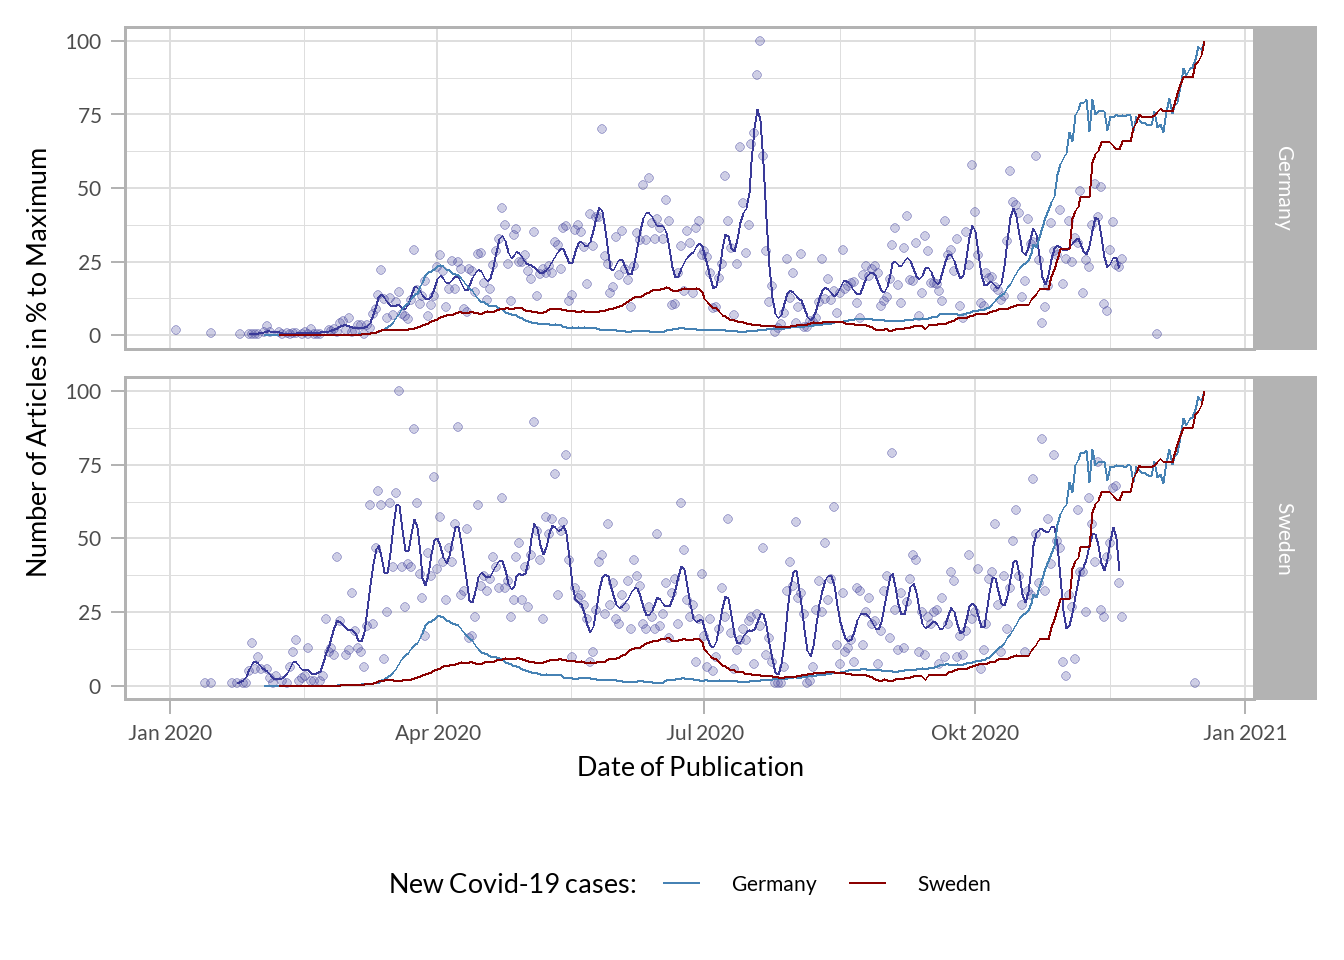 Number of Articles in % to Maximum
100
75
50
25
0
Germany
100
75
50
25
0
Sweden
Jan 2020 Apr 2020 Jul 2020 Okt 2020 Jan 2021
Date of Publication
New Covid-19 cases: Germany Sweden